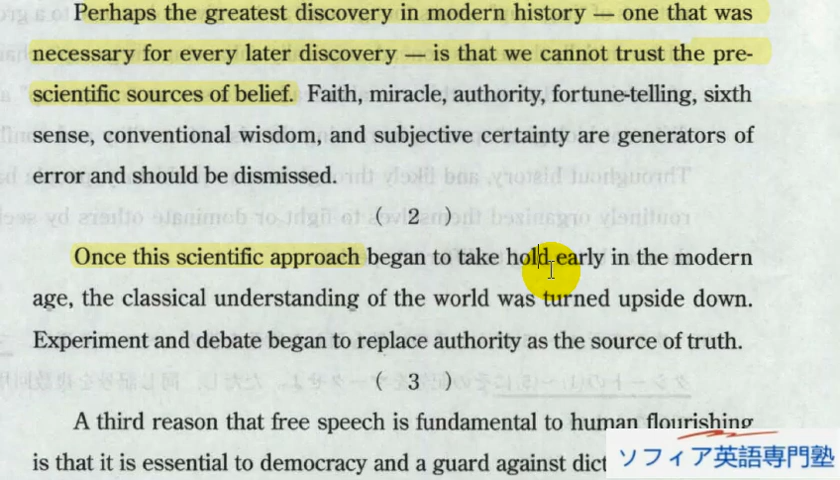 Perhaps the greatest discovery in modern history — one that was
necessary for every later discovery — is that we cannot trust the pre-
scientific sources of belief. Faith, miracle, authority, fortune-telling, sixth
sense, conventional wisdom, and subjective certainty are generators of
error and should be dismissed.
( 2 )
Once this scientific approach began to take hold early in the modern
age, the classical understanding of the world was turned upside down.
Experiment and debate began to replace authority as the source of truth.
( 3 )
A third reason that free speech is fundamental to human flourishing
is that it is essential to democracy and a guard against
ソフィア英語専門塾